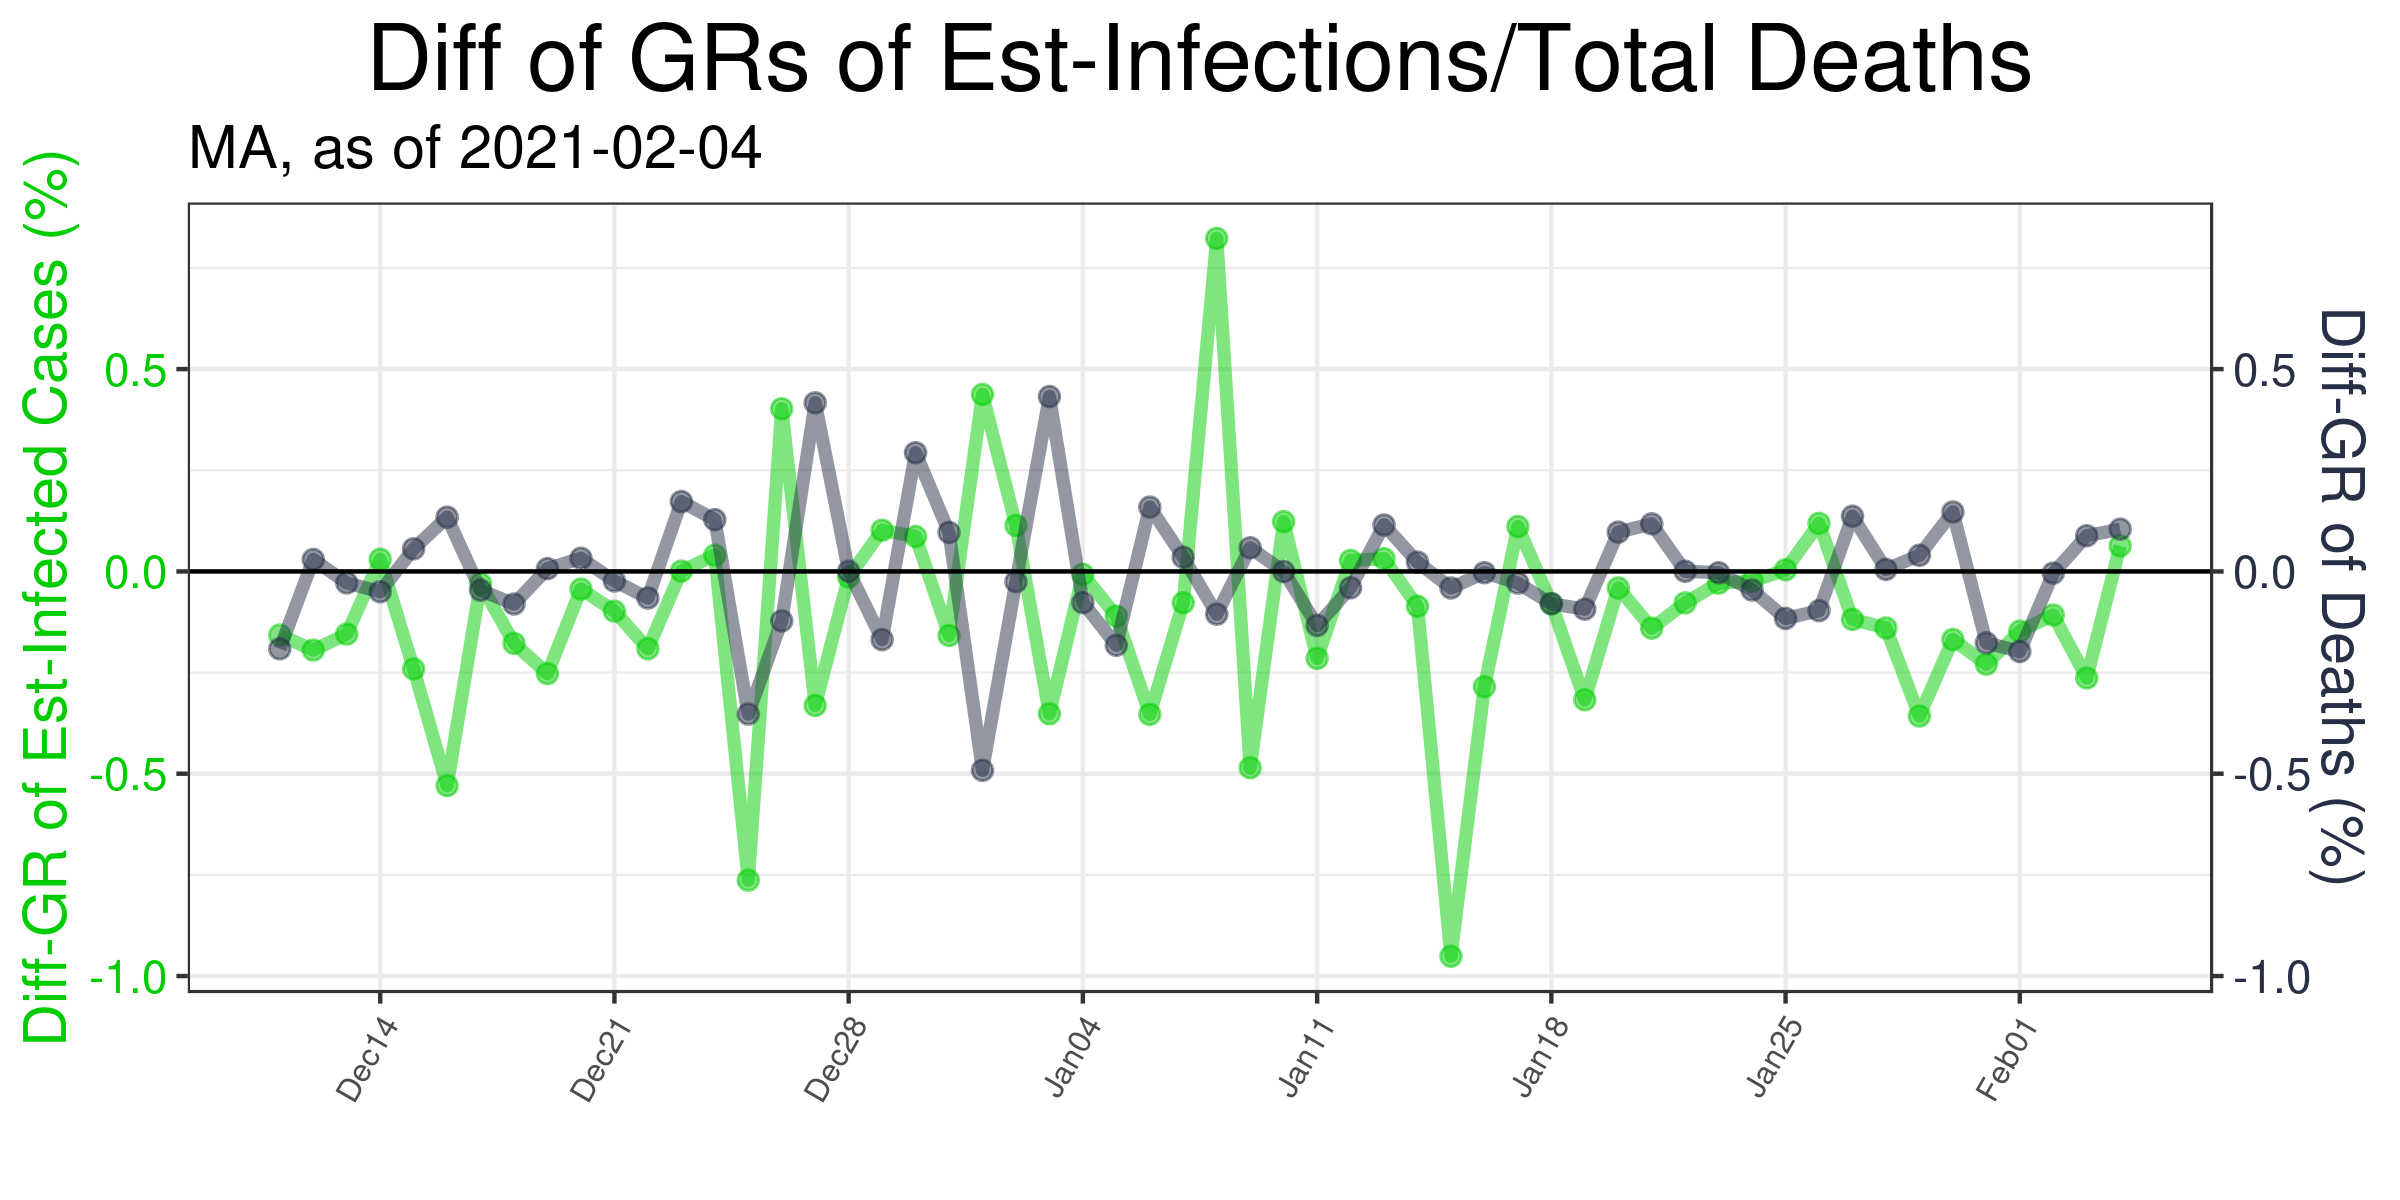 Diff of GRs of Est-Infections/Total Deaths
MA, as of 2021-02-04
Diff-GR of Est-Infected Cases (%)
0.5
0.0
-0.5
-1.0
0.5
0.0
-0.5
-1.0
Diff-GR of Deaths (%)
Dec14
Dec21
Dec28
Jan04
Jan11
Jan18
Jan25
Feb01